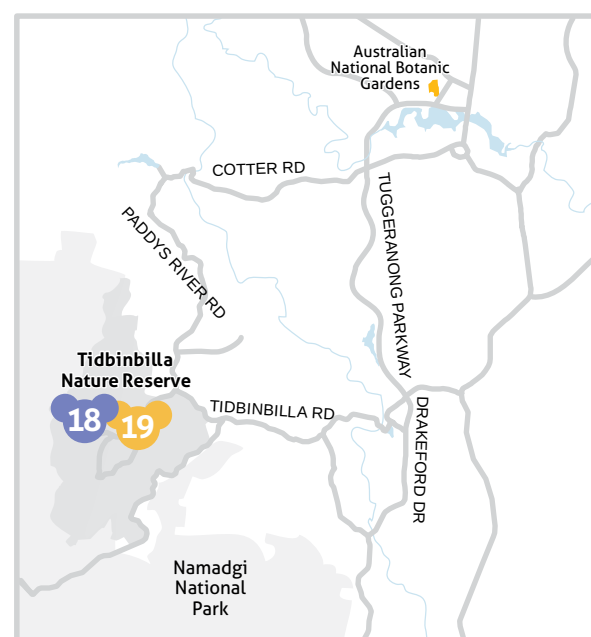 Australian
National Botanic
Gardens
COTTER RD
TUGGERANONG PARKWAY
PADDYS RIVER RD
Tidbinbilla
Nature Reserve
18
19
TIDBINBILLA RD
DRAKEFORD DR
Namadgi
National
Park